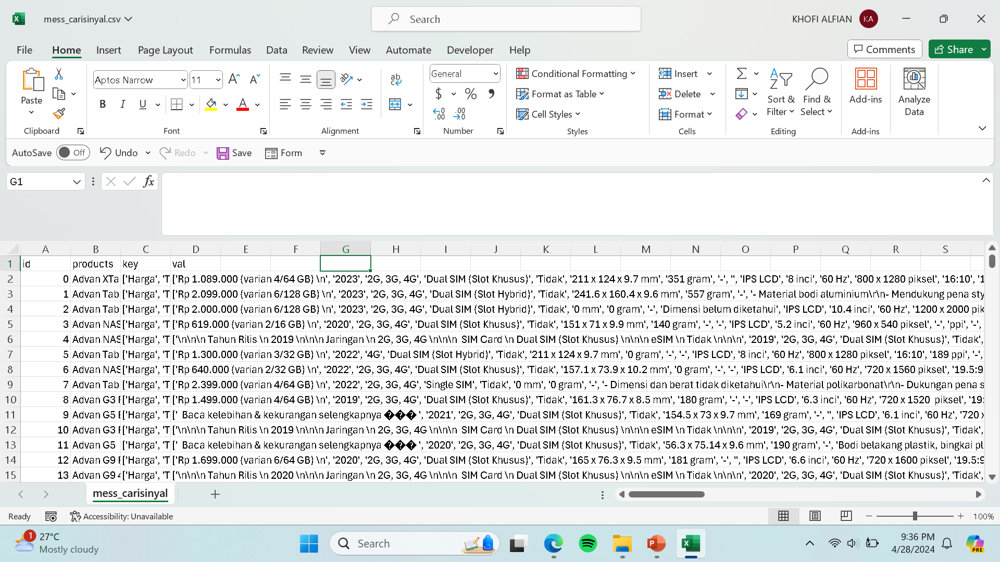 mess_carisinyal.csv
Search
KHOFI ALFIAN
KA
File Home Insert Page Layout Formulas Data Review View Automate Developer Help
Comments
Share
Paste
Clipboard
Aptos Narrow
11
B I U
Font
ab
Alignment
General
$ % ,
Number
Conditional Formatting
Format as Table
Cell Styles
Styles
Insert
Delete
Format
Cells
Sort & Filter
Find & Select
Editing
Add-ins
Add-ins
Analyze Data
AutoSave Off
Undo
Redo
Save
Form
G1
fx
A B C D E F G H I J K L M N O P Q R S
1 id products key val
2 0 Advan XTa ['Harga', 'T ['Rp 1.089.000 (varian 4/64 GB) \n', '2023', '2G, 3G, 4G', 'Dual SIM (Slot Khusus)', 'Tidak', '211 x 124 x 9.7 mm', '351 gram', '-', '', 'IPS LCD', '8 inci', '60 Hz', '800 x 1280 piksel', '16:10', '1
3 1 Advan Tab ['Harga', 'T ['Rp 2.099.000 (varian 6/128 GB) \n', '2023', '2G, 3G, 4G', 'Dual SIM (Slot Hybrid)', 'Tidak', '241.6 x 160.4 x 9.6 mm', '557 gram', '-', '- Material bodi aluminium\r\n- Mendukung pena sty
4 2 Advan Tab ['Harga', 'T ['Rp 2.000.000 (varian 6/128 GB) \n', '2023', '2G, 3G, 4G', 'Dual SIM (Slot Hybrid)', 'Tidak', '0 mm', '0 gram', '-', 'Dimensi belum diketahui', 'IPS LCD', '10.4 inci', '60 Hz', '1200 x 2000 pik
5 3 Advan NAS ['Harga', 'T ['Rp 619.000 (varian 2/16 GB) \n', '2020', '2G, 3G, 4G', 'Dual SIM (Slot Khusus)', 'Tidak', '151 x 71 x 9.9 mm', '140 gram', '-', '-', 'IPS LCD', '5.2 inci', '60 Hz', '960 x 540 piksel', '-', 'ppi', '-',
6 4 Advan NAS ['Harga', 'T ['\n\n\n Tahun Rilis \n 2019 \n\n\n Jaringan \n 2G, 3G, 4G \n\n\n SIM Card \n Dual SIM (Slot Khusus) \n\n\n eSIM \n Tidak \n\n\n', '2019', '2G, 3G, 4G', 'Dual SIM (Slot Khusus)', 'Tidak',
7 5 Advan Tab ['Harga', 'T ['Rp 1.300.000 (varian 3/32 GB) \n', '2022', '4G', 'Dual SIM (Slot Hybrid)', 'Tidak', '211 x 124 x 9.7 mm', '0 gram', '-', '-', 'IPS LCD', '8 inci', '60 Hz', '800 x 1280 piksel', '16:10', '189 ppi', '-',
8 6 Advan NAS ['Harga', 'T ['Rp 640.000 (varian 2/32 GB) \n', '2022', '2G, 3G, 4G', 'Dual SIM (Slot Khusus)', 'Tidak', '157.1 x 73.9 x 10.2 mm', '0 gram', '-', '-', 'IPS LCD', '6.1 inci', '60 Hz', '720 x 1560 piksel', '19.5:9
9 7 Advan Tab ['Harga', 'T ['Rp 2.399.000 (varian 4/64 GB) \n', '2022', '2G, 3G, 4G', 'Single SIM', 'Tidak', '0 mm', '0 gram', '-', '- Dimensi dan berat tidak diketahui\r\n- Material polikarbonat\r\n- Dukungan pena s
10 8 Advan G3 ['Harga', 'T ['Rp 1.499.000 (varian 4/64 GB) \n', '2019', '2G, 3G, 4G', 'Dual SIM (Slot Khusus)', 'Tidak', '161.3 x 76.7 x 8.5 mm', '180 gram', '-', '-', 'IPS LCD', '6.3 inci', '60 Hz', '720 x 1520 piksel', '19:
11 9 Advan G5 ['Harga', 'T [' Baca kelebihan & kekurangan selengkapnya ��� ', '2021', '2G, 3G, 4G', 'Dual SIM (Slot Khusus)', 'Tidak', '154.5 x 73 x 9.7 mm', '169 gram', '-', '', 'IPS LCD', '6.1 inci', '60 Hz', '720 x
12 10 Advan G3 ['Harga', 'T ['\n\n\n Tahun Rilis \n 2019 \n\n\n Jaringan \n 2G, 3G, 4G \n\n\n SIM Card \n Dual SIM (Slot Khusus) \n\n\n eSIM \n Tidak \n\n\n', '2019', '2G, 3G, 4G', 'Dual SIM (Slot Khusus)', 'Tidak',
13 11 Advan G5 ['Harga', 'T [' Baca kelebihan & kekurangan selengkapnya ��� ', '2020', '2G, 3G, 4G', 'Dual SIM (Slot Khusus)', 'Tidak', '56.3 x 75.14 x 9.6 mm', '190 gram', '-', 'Bodi belakang plastik, bingkai pl
14 12 Advan G9 ['Harga', 'T ['Rp 1.699.000 (varian 6/64 GB) \n', '2020', '2G, 3G, 4G', 'Dual SIM (Slot Khusus)', 'Tidak', '165 x 76.3 x 9.5 mm', '181 gram', '-', '', 'IPS LCD', '6.6 inci', '60 Hz', '720 x 1600 piksel', '19.5:9
15 13 Advan G9 4 ['Harga', 'T ['\n\n\n Tahun Rilis \n 2020 \n\n\n Jaringan \n 2G, 3G, 4G \n\n\n SIM Card \n Dual SIM (Slot Khusus) \n\n\n eSIM \n Tidak \n\n\n', '2020', '2G, 3G, 4G', 'Dual SIM (Slot Khusus)', 'Tidak',
mess_carisinyal
Ready
Accessibility: Unavailable
100%
1
27°C
Mostly cloudy
Search
P
X
9:36 PM
4/28/2024
PRE